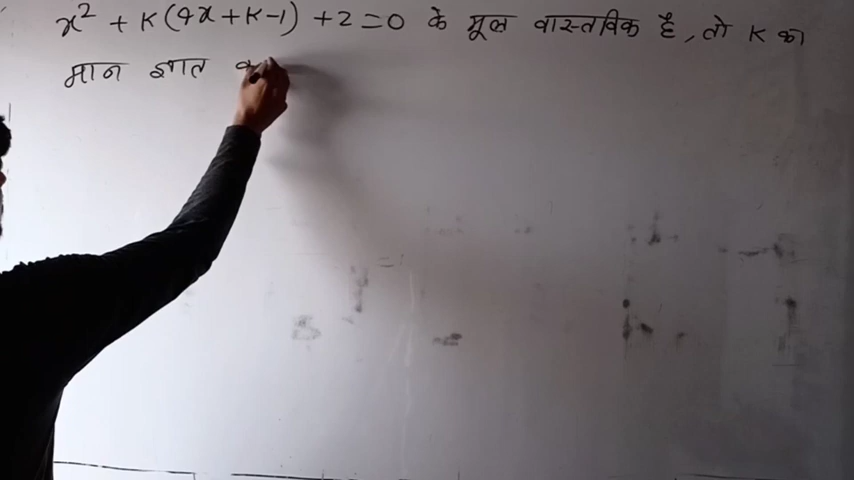 x² + K(4x+K-1) + 2 = 0 के मूल वास्तविक है, तो K का
मान ज्ञात